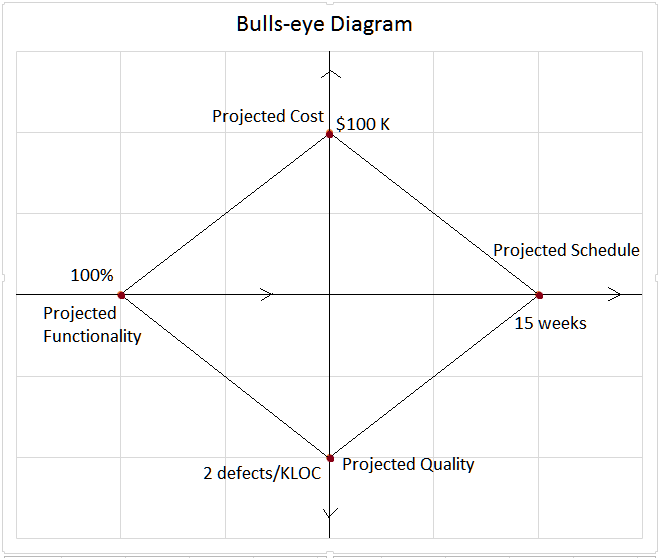 Bulls-eye Diagram
Projected Cost
$100 K
Projected Schedule
100%
Projected
Functionality
15 weeks
Projected Quality
2 defects/KLOC